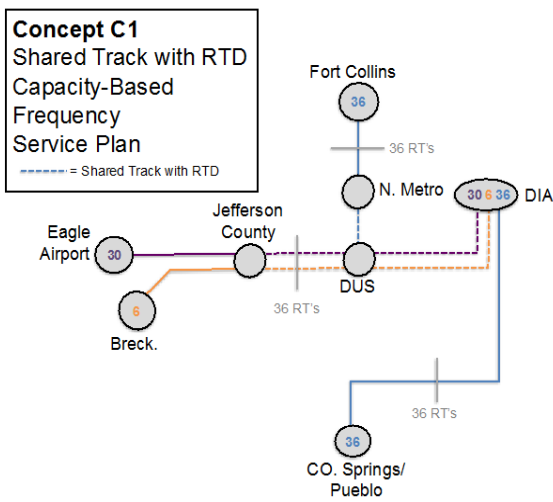 Concept C1
Shared Track with RTD
Capacity-Based
Frequency
Service Plan
= Shared Track with RTD
Fort Collins
36
36 RT's
N. Metro
30 6 36
DIA
Jefferson
County
Eagle
Airport
30
DUS
6
36 RT's
Breck.
36 RT's
36
CO. Springs/
Pueblo